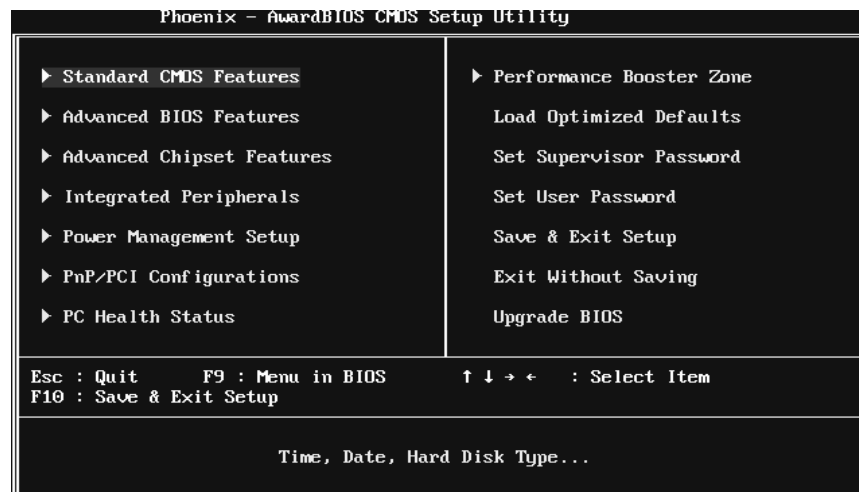 Phoenix - AwardBIOS CMOS Setup Utility
▶ Standard CMOS Features
▶ Advanced BIOS Features
▶ Advanced Chipset Features
▶ Integrated Peripherals
▶ Power Management Setup
▶ PnP/PCI Configurations
▶ PC Health Status
▶ Performance Booster Zone
Load Optimized Defaults
Set Supervisor Password
Set User Password
Save & Exit Setup
Exit Without Saving
Upgrade BIOS
Esc : Quit F9 : Menu in BIOS ↑ ↓ → ← : Select Item
F10 : Save & Exit Setup
Time, Date, Hard Disk Type...